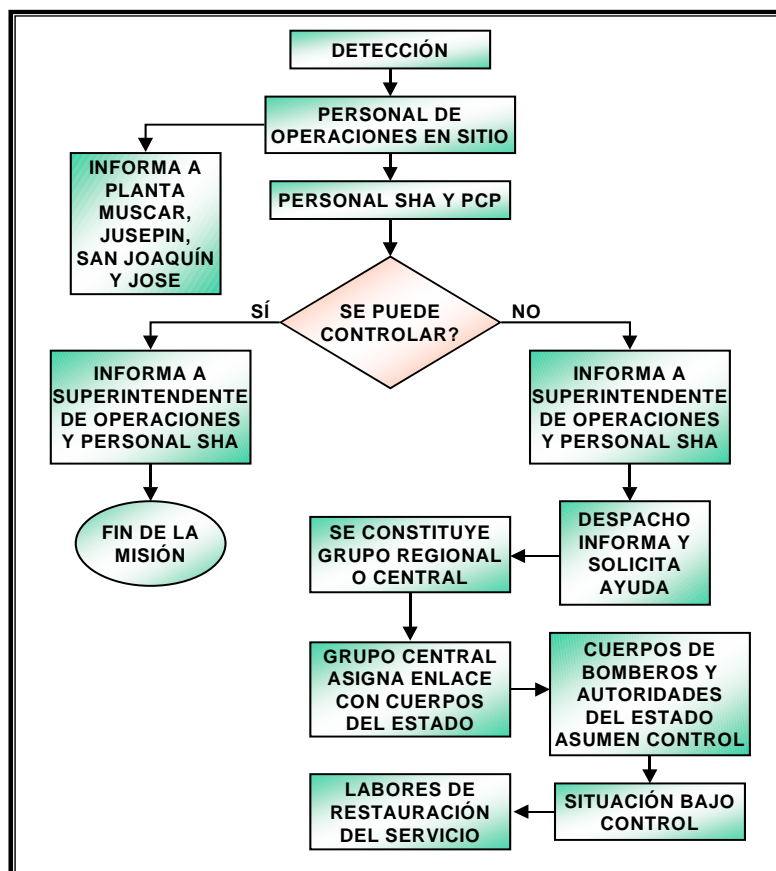 DETECCIÓN
PERSONAL DE
OPERACIONES EN SITIO
INFORMA A
PLANTA
MUSCAR,
JUSEPIN,
SAN JOAQUÍN
Y JOSE
PERSONAL SHA Y PCP
SE PUEDE
CONTROLAR?
SÍ
NO
INFORMA A
SUPERINTENDENTE
DE OPERACIONES
Y PERSONAL SHA
INFORMA A
SUPERINTENDENTE
DE OPERACIONES
Y PERSONAL SHA
FIN DE LA
MISIÓN
DESPACHO
INFORMA Y
SOLICITA
AYUDA
SE CONSTITUYE
GRUPO REGIONAL
O CENTRAL
GRUPO CENTRAL
ASIGNA ENLACE
CON CUERPOS
DEL ESTADO
CUERPOS DE
BOMBEROS Y
AUTORIDADES
DEL ESTADO
ASUMEN CONTROL
SITUACIÓN BAJO
CONTROL
LABORES DE
RESTAURACIÓN
DEL SERVICIO